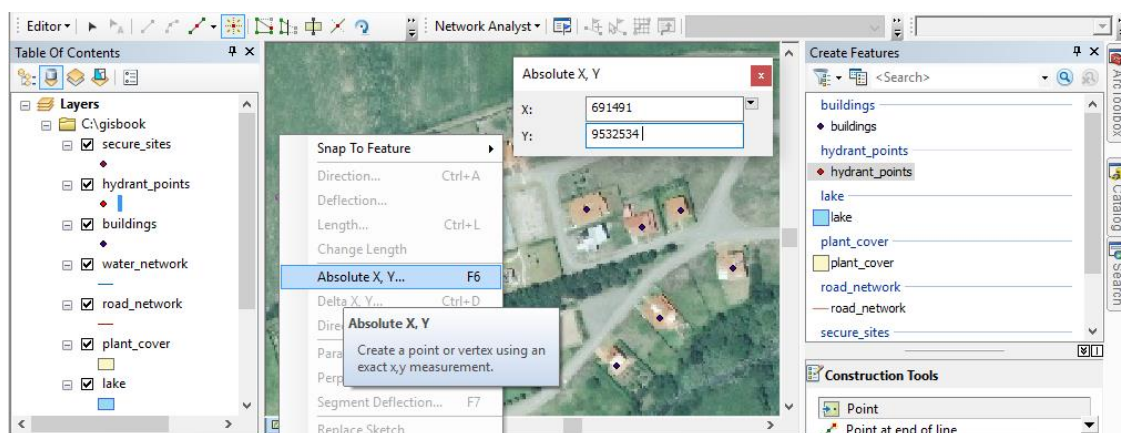 Editor
Network Analyst
Table Of Contents
Layers
C:\gisbook
secure_sites
hydrant_points
buildings
water_network
road_network
plant_cover
lake
Snap To Feature
Direction... Ctrl+A
Deflection...
Length... Ctrl+L
Change Length
Absolute X, Y... F6
Delta X, Y... Ctrl+D
Absolute X, Y
Create a point or vertex using an
exact x,y measurement.
Segment Deflection... F7
Replace Sketch
Absolute X, Y
x
X: 691491
Y: 9532534
Create Features
<Search>
buildings
buildings
hydrant_points
hydrant_points
lake
lake
plant_cover
plant_cover
road_network
road_network
secure_sites
Construction Tools
Point
Point at end of line
ArcToolbox
Catalog
Search